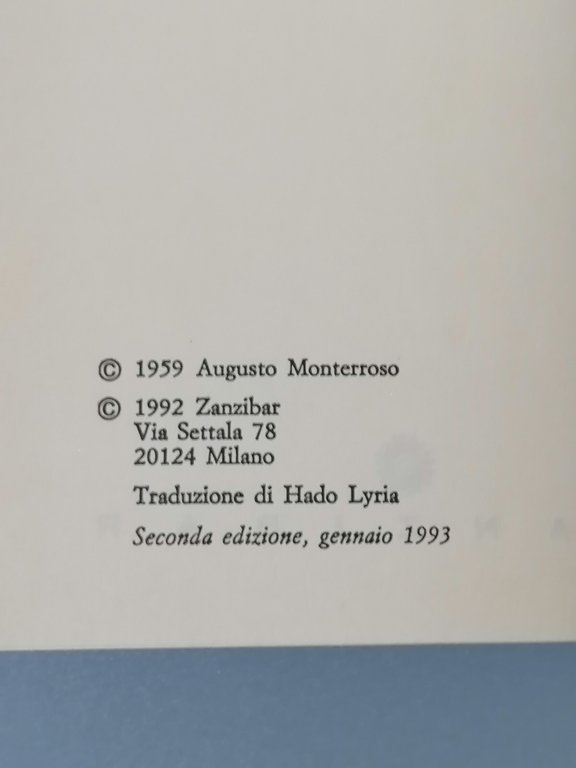 © 1959 Augusto Monterroso
© 1992 Zanzibar
Via Settala 78
20124 Milano
Traduzione di Hado Lyria
Seconda edizione, gennaio 1993